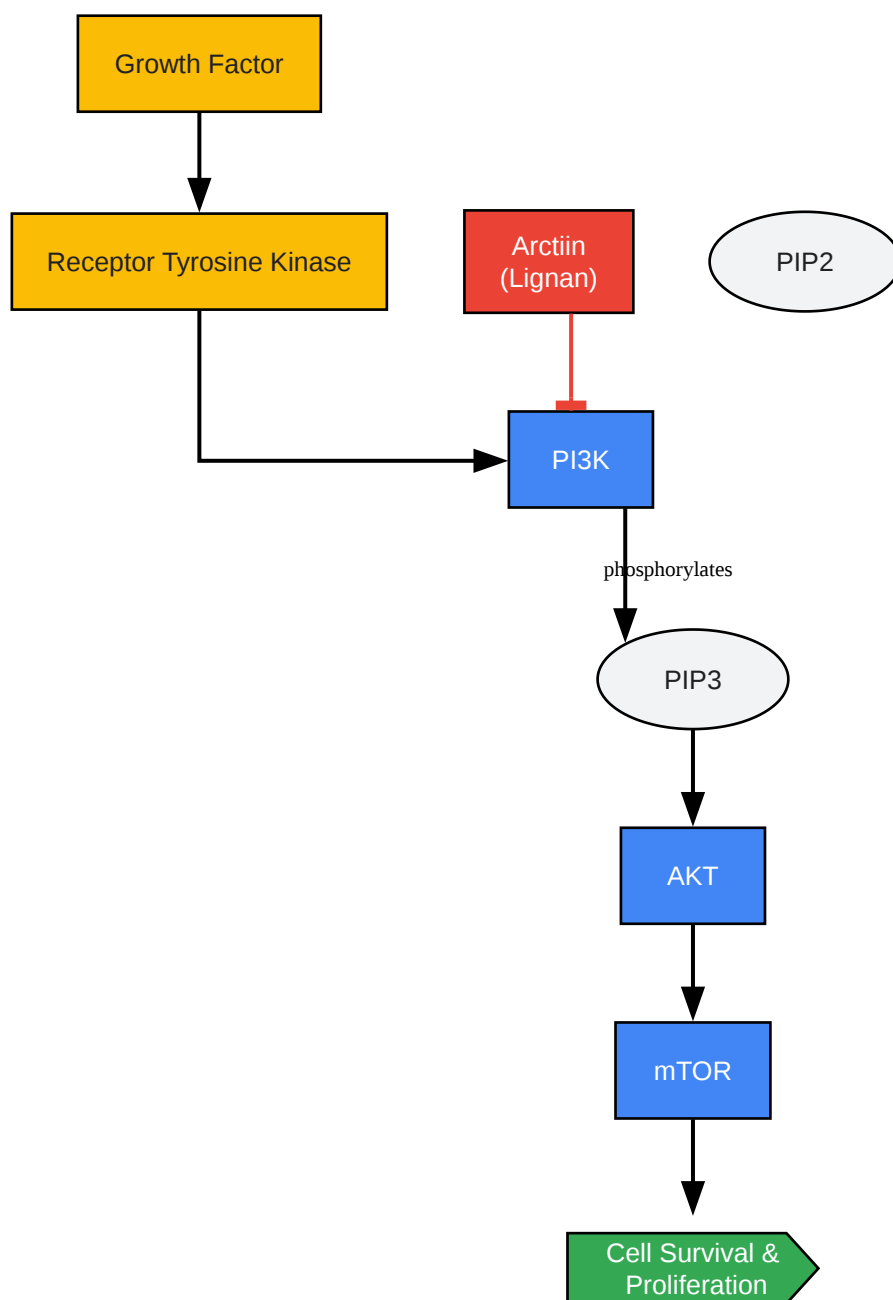 Growth Factor
Receptor Tyrosine Kinase
Arctiin
(Lignan)
PIP2
PI3K
phosphorylates
PIP3
AKT
mTOR
Cell Survival &
Proliferation